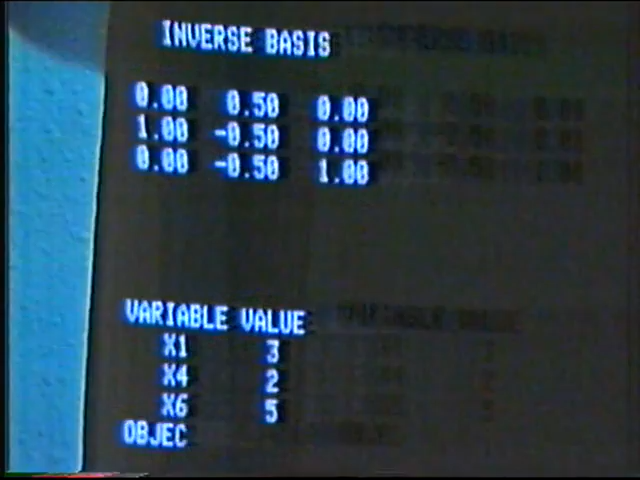 INVERSE BASIS
0.00 0.50 0.00
1.00 -0.50 0.00
0.00 -0.50 1.00
VARIABLE VALUE
X1 3
X4 2
X6 5
OBJEC